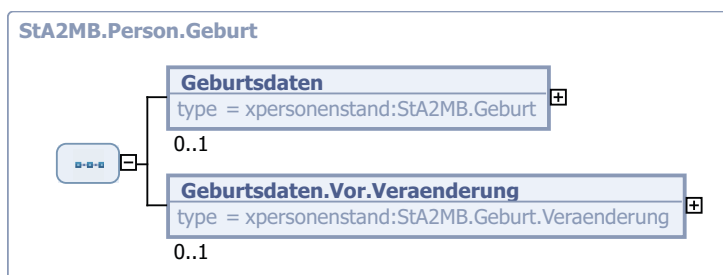 StA2MB.Person.Geburt
Geburtsdaten
type = xpersonenstand:StA2MB.Geburt
0..1
Geburtsdaten.Vor.Veraenderung
type = xpersonenstand:StA2MB.Geburt.Veraenderung
0..1